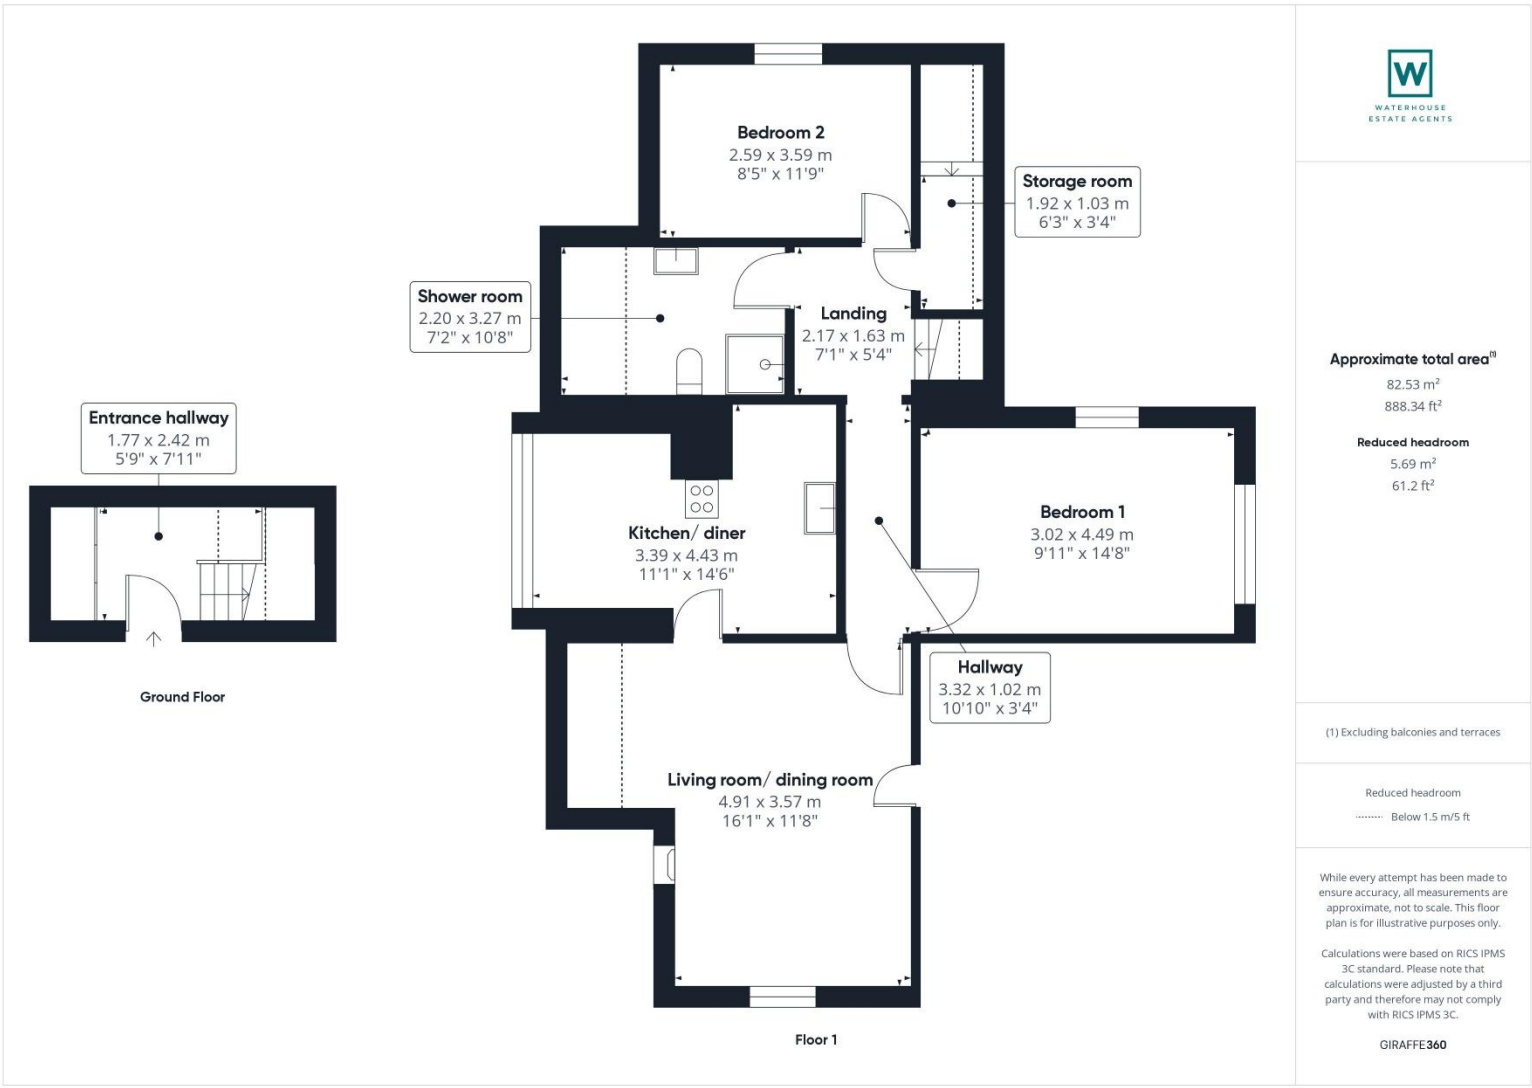 Bedroom 2
2.59 x 3.59 m
8'5" x 11'9"
Storage room
1.92 x 1.03 m
6'3" x 3'4"
Shower room
2.20 x 3.27 m
7'2" x 10'8"
Landing
2.17 x 1.63 m
7'1" x 5'4"
Entrance hallway
1.77 x 2.42 m
5'9" x 7'11"
Kitchen/ diner
3.39 x 4.43 m
11'1" x 14'6"
Bedroom 1
3.02 x 4.49 m
9'11" x 14'8"
Hallway
3.32 x 1.02 m
10'10" x 3'4"
Ground Floor
Living room/ dining room
4.91 x 3.57 m
16'1" x 11'8"
Floor 1
W
WATERHOUSE
ESTATE AGENTS
Approximate total area(1)
82.53 m²
888.34 ft²
Reduced headroom
5.69 m²
61.2 ft²
(1) Excluding balconies and terraces
Reduced headroom
Below 1.5 m/5 ft
While every attempt has been made to
ensure accuracy, all measurements are
approximate, not to scale. This floor
plan is for illustrative purposes only.
Calculations were based on RICS IPMS
3C standard. Please note that
calculations were adjusted by a third
party and therefore may not comply
with RICS IPMS 3C.
GIRAFFE360